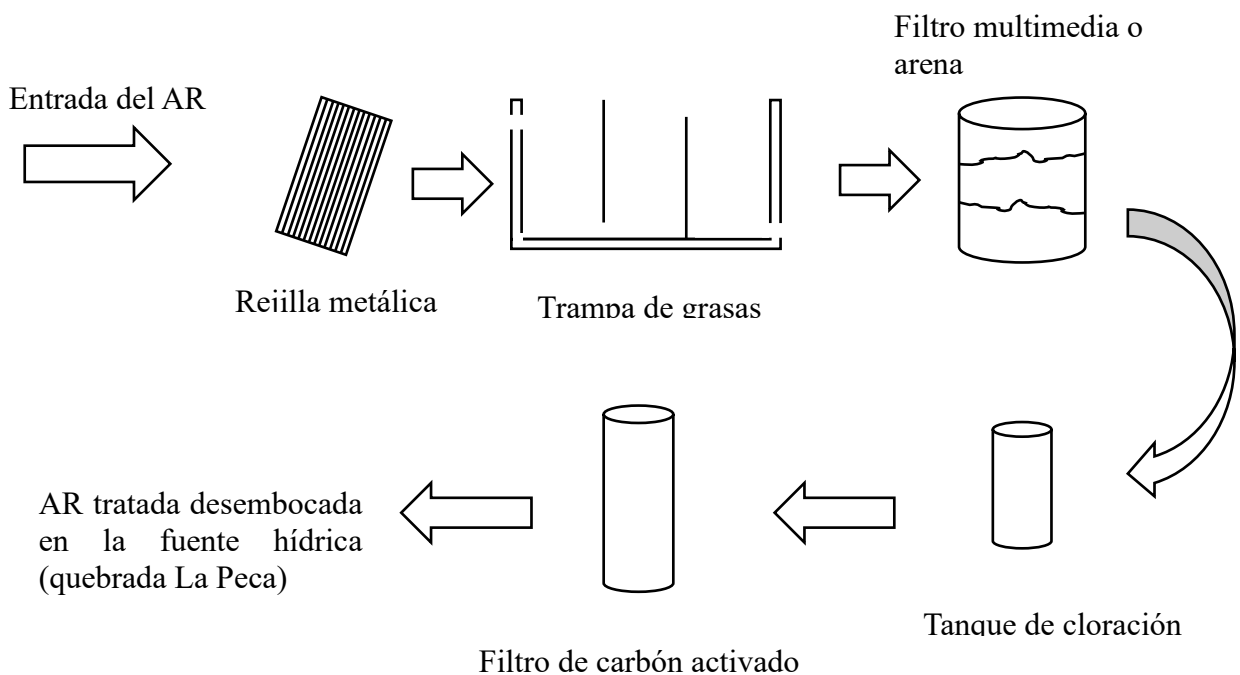 Filtro multimedia o
arena
Entrada del AR
Rejilla metálica
Trampa de grasas
AR tratada desembocada
en la fuente hídrica
(quebrada La Peca)
Tanque de cloración
Filtro de carbón activado